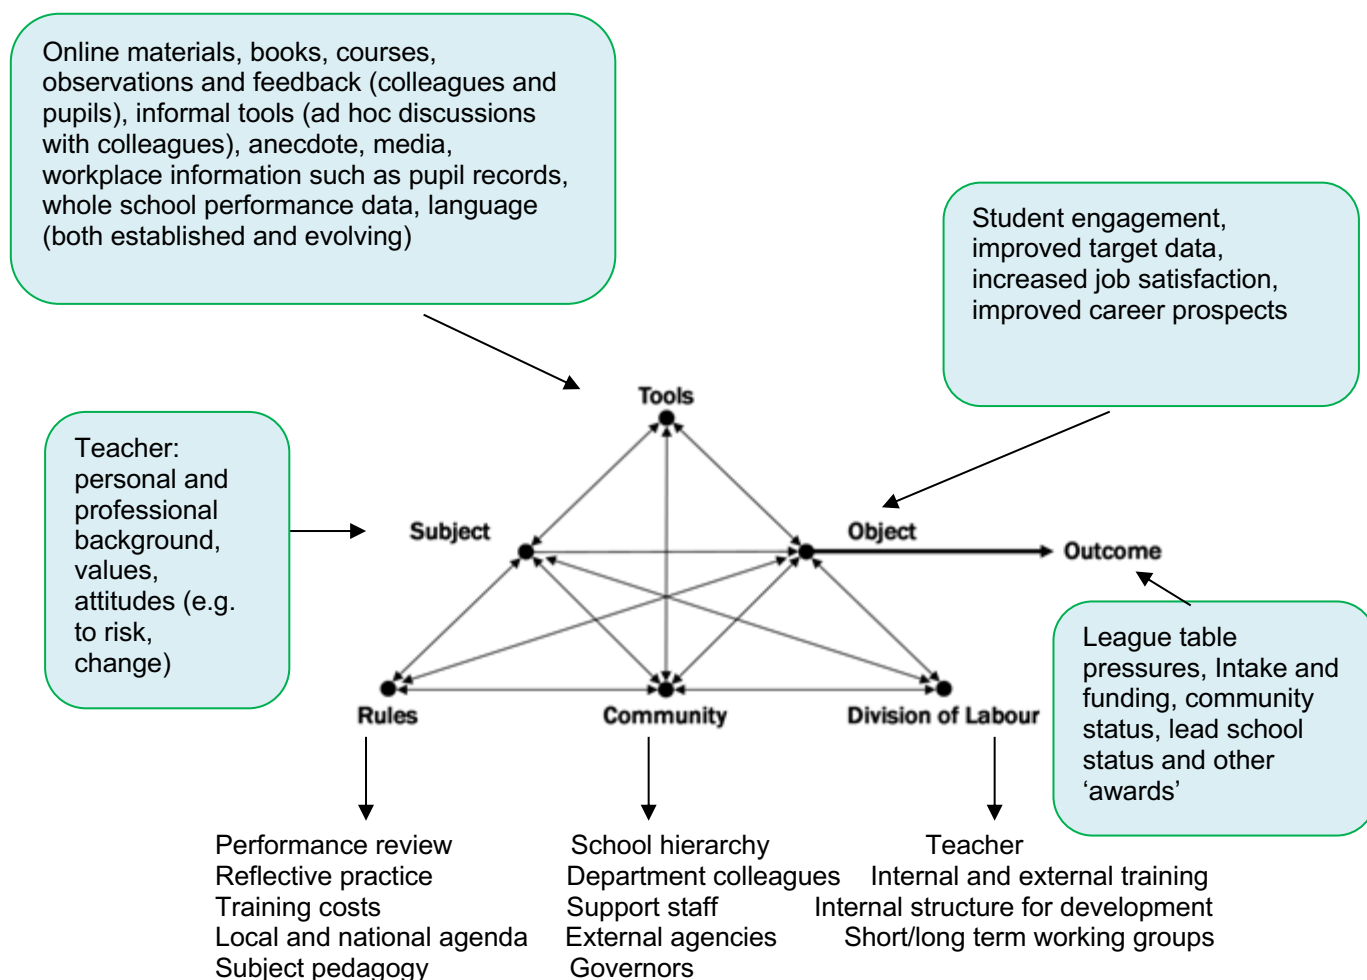 Online materials, books, courses,
observations and feedback (colleagues and
pupils), informal tools (ad hoc discussions
with colleagues), anecdote, media,
workplace information such as pupil records,
whole school performance data, language
(both established and evolving)
Student engagement,
improved target data,
increased job satisfaction,
improved career prospects
Tools
Teacher:
personal and
professional
background,
values,
attitudes (e.g.
to risk,
change)
Subject
Object
Outcome
League table
pressures, Intake and
funding, community
status, lead school
status and other
‘awards’
Rules
Community
Division of Labour
Performance review
Reflective practice
Training costs
Local and national agenda
Subject pedagogy
School hierarchy
Department colleagues
Support staff
External agencies
Governors
Teacher
Internal and external training
Internal structure for development
Short/long term working groups